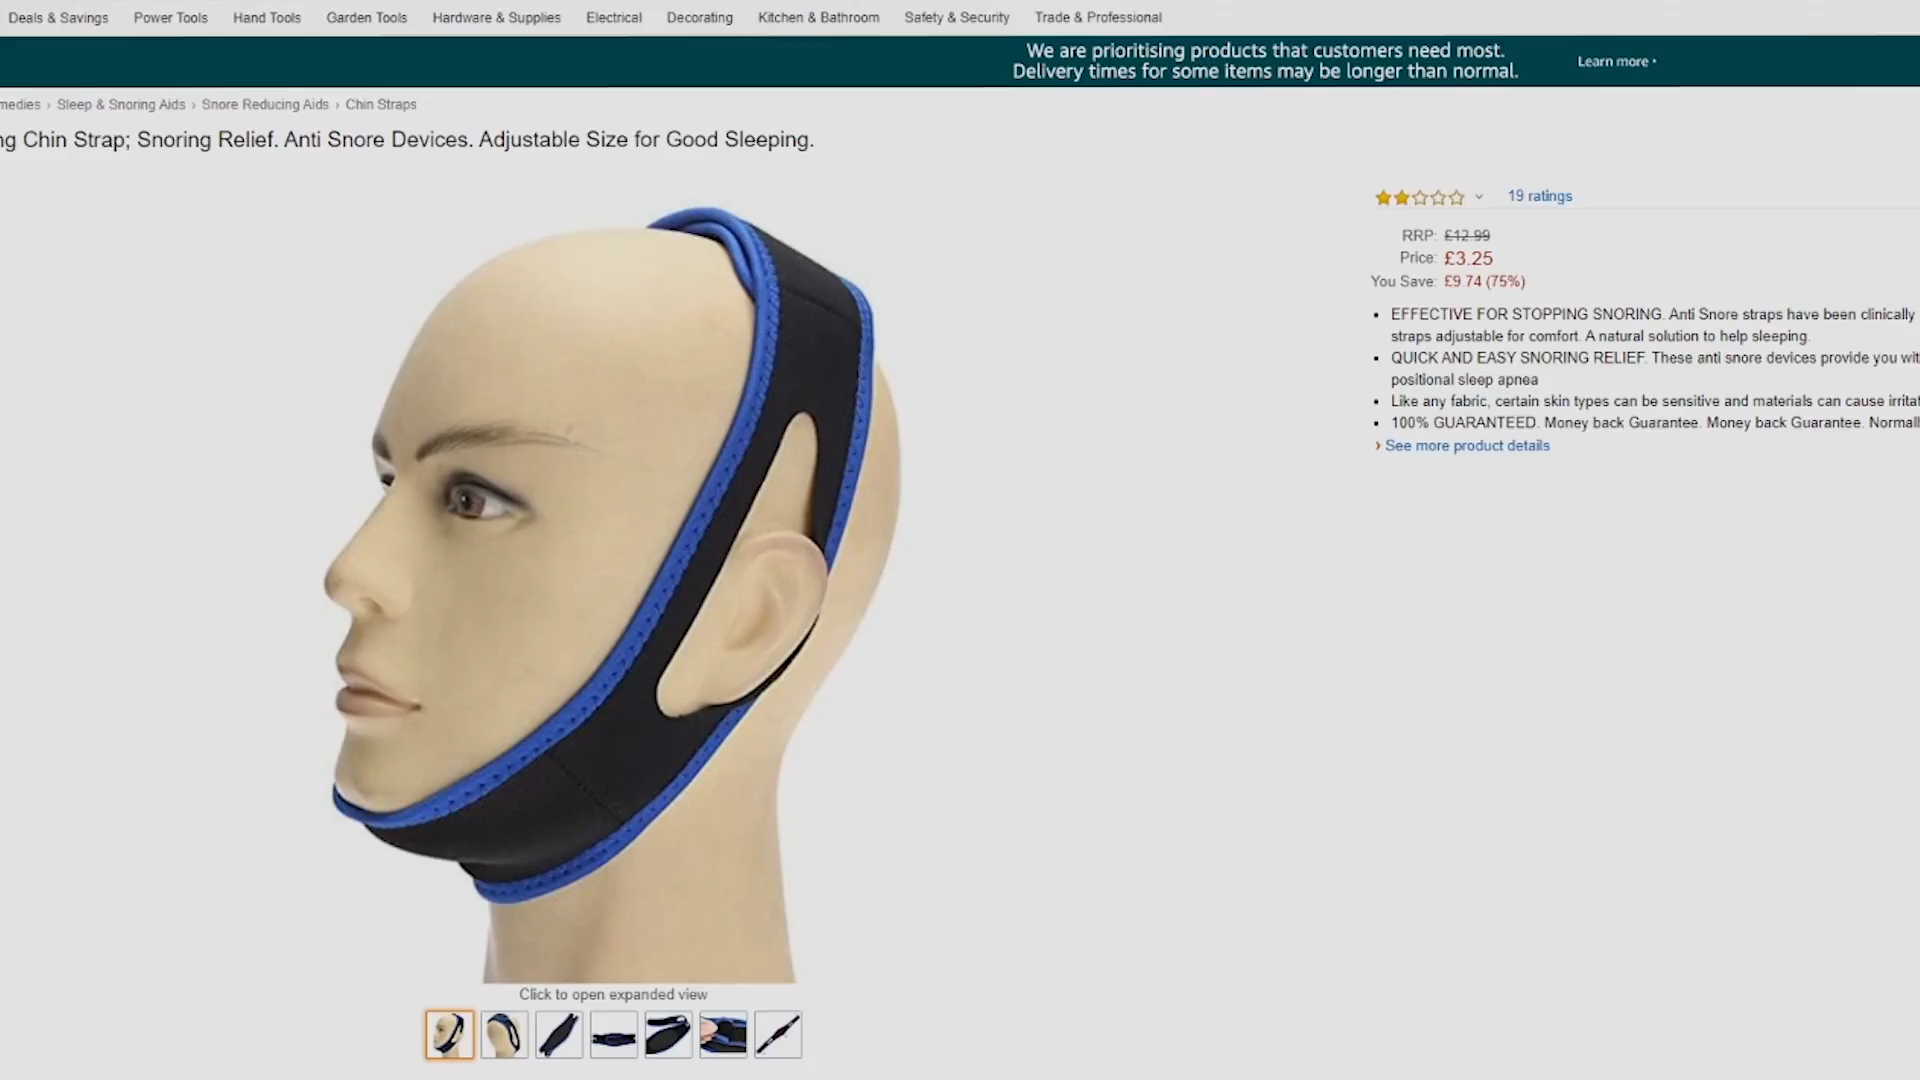 Deals & Savings Power Tools Hand Tools Garden Tools Hardware & Supplies Electrical Decorating Kitchen & Bathroom Safety & Security Trade & Professional
We are prioritising products that customers need most.
Delivery times for some items may be longer than normal.
Learn more
medies › Sleep & Snoring Aids › Snore Reducing Aids › Chin Straps
ng Chin Strap; Snoring Relief. Anti Snore Devices. Adjustable Size for Good Sleeping.
19 ratings
RRP: £12.99
Price: £3.25
You Save: £9.74 (75%)
• EFFECTIVE FOR STOPPING SNORING. Anti Snore straps have been clinically
straps adjustable for comfort. A natural solution to help sleeping.
• QUICK AND EASY SNORING RELIEF. These anti snore devices provide you wit
positional sleep apnea
• Like any fabric, certain skin types can be sensitive and materials can cause irritat
• 100% GUARANTEED. Money back Guarantee. Money back Guarantee. Normall
› See more product details
Click to open expanded view